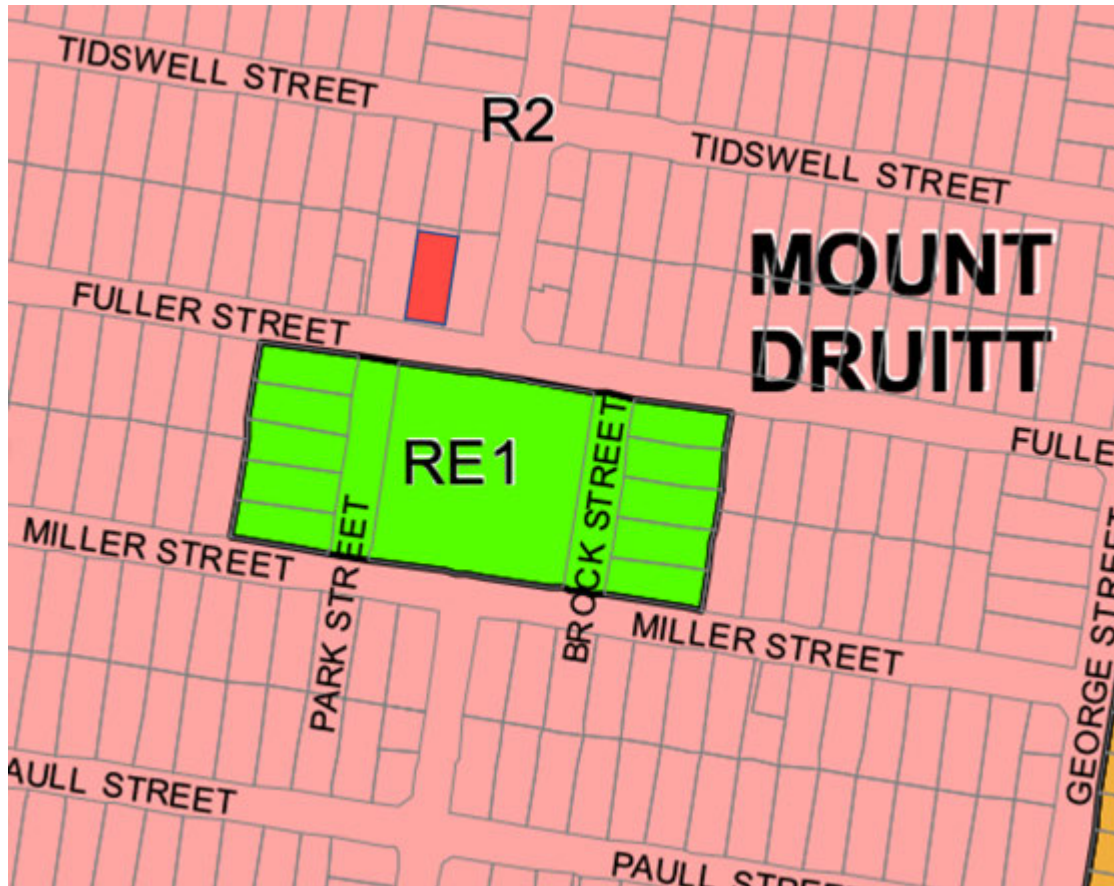 TIDSWELL STREET
R2
TIDSWELL STREET
MOUNT
DRUITT
FULLER STREET
FULLE
RE1
BROCK STREET
PARK STREET
MILLER STREET
MILLER STREET
GEORGE STREET
AULL STREET
PAULL STREE